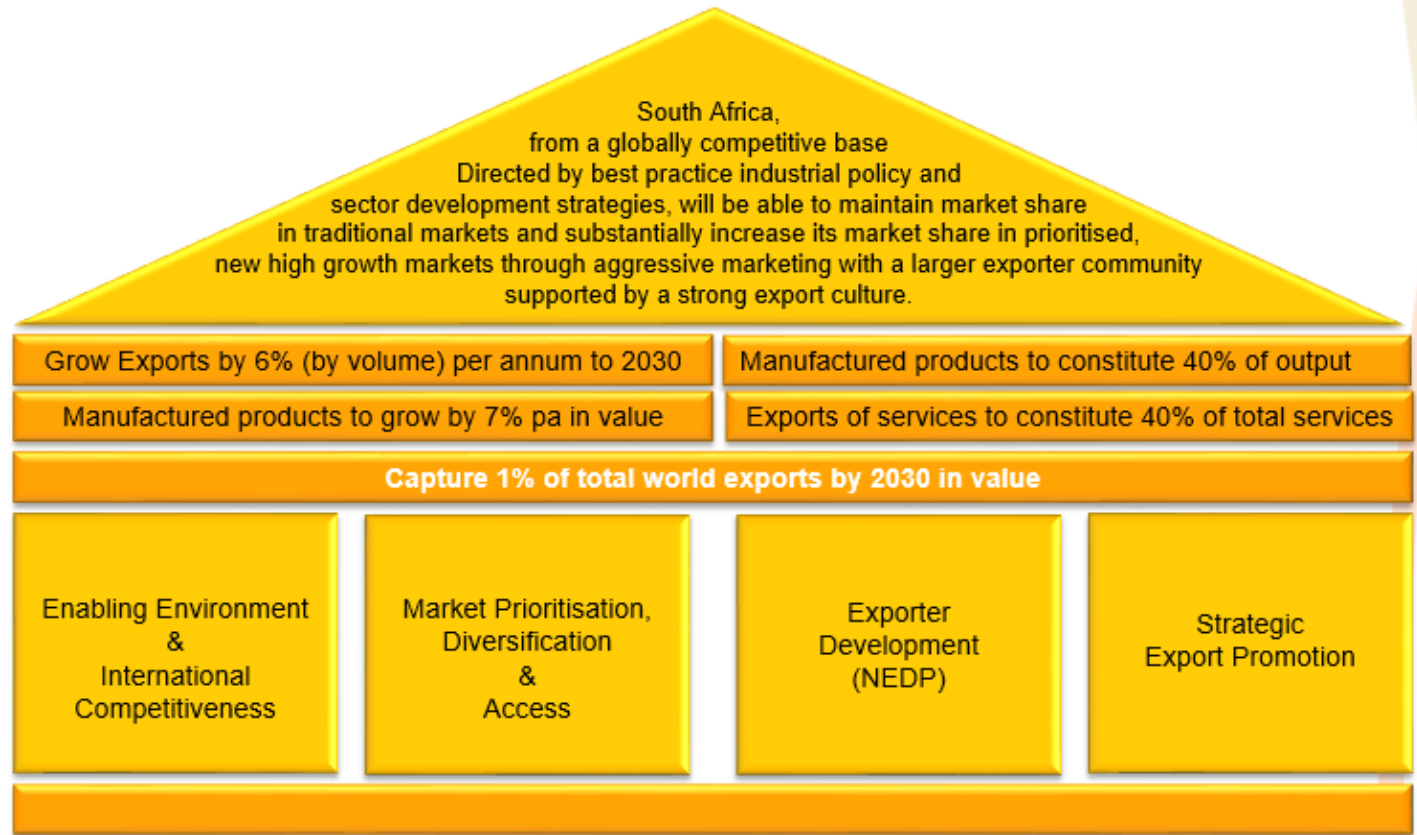 South Africa,
from a globally competitive base
Directed by best practice industrial policy and
sector development strategies, will be able to maintain market share
in traditional markets and substantially increase its market share in prioritised,
new high growth markets through aggressive marketing with a larger exporter community
supported by a strong export culture.
Grow Exports by 6% (by volume) per annum to 2030
Manufactured products to constitute 40% of output
Manufactured products to grow by 7% pa in value
Exports of services to constitute 40% of total services
Capture 1% of total world exports by 2030 in value
Enabling Environment
&
International
Competitiveness
Market Prioritisation,
Diversification
&
Access
Exporter
Development
(NEDP)
Strategic
Export Promotion